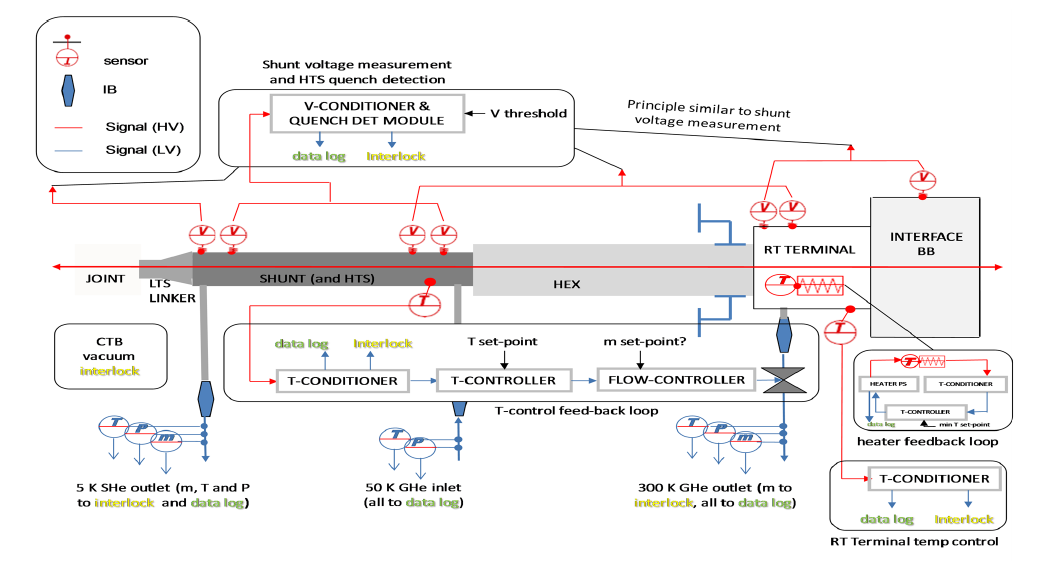 I
sensor
IB
Signal (HV)
Signal (LV)
Shunt voltage measurement
and HTS quench detection
V-CONDITIONER &
QUENCH DET MODULE
V threshold
data log
Interlock
Principle similar to shunt
voltage measurement
V
V
V
V
V
V
V
JOINT
LTS
LINKER
SHUNT (and HTS)
HEX
RT TERMINAL
INTERFACE
BB
T
T
T
CTB
vacuum
interlock
data log
Interlock
T set-point
m set-point?
T-CONDITIONER
T-CONTROLLER
FLOW-CONTROLLER
T-control feed-back loop
T
HEATER PS
T-CONDITIONER
T-CONTROLLER
data log
min T set-point
heater feedback loop
T
P
m
T
P
T
P
m
5 K SHe outlet (m, T and P
to interlock and data log)
50 K GHe inlet
(all to data log)
300 K GHe outlet (m to
interlock, all to data log)
T-CONDITIONER
data log
Interlock
RT Terminal temp control